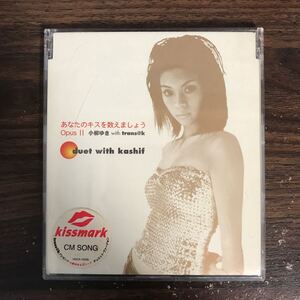 あなたのキスを数えましょう
Opus II 小柳ゆき with trans@k
duet with kashif
kissmark
CM SONG